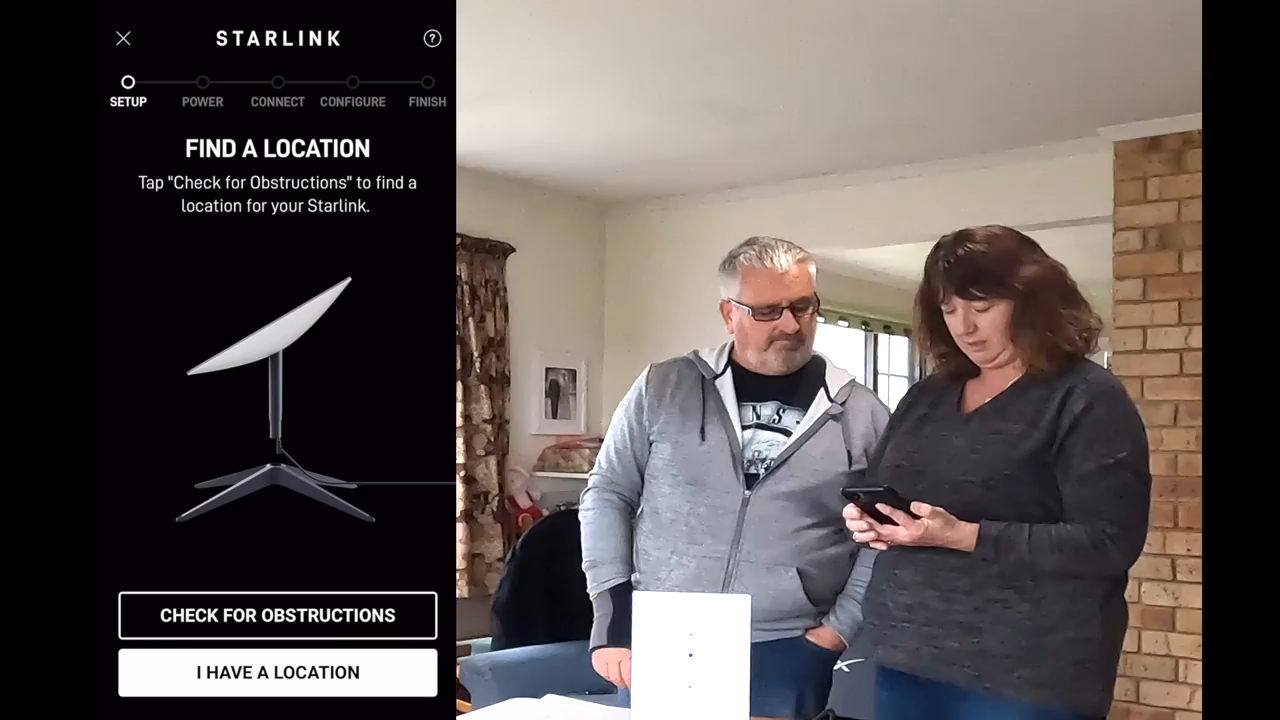 STARLINK
?
SETUP POWER CONNECT CONFIGURE FINISH
FIND A LOCATION
Tap "Check for Obstructions" to find a
location for your Starlink.
CHECK FOR OBSTRUCTIONS
I HAVE A LOCATION